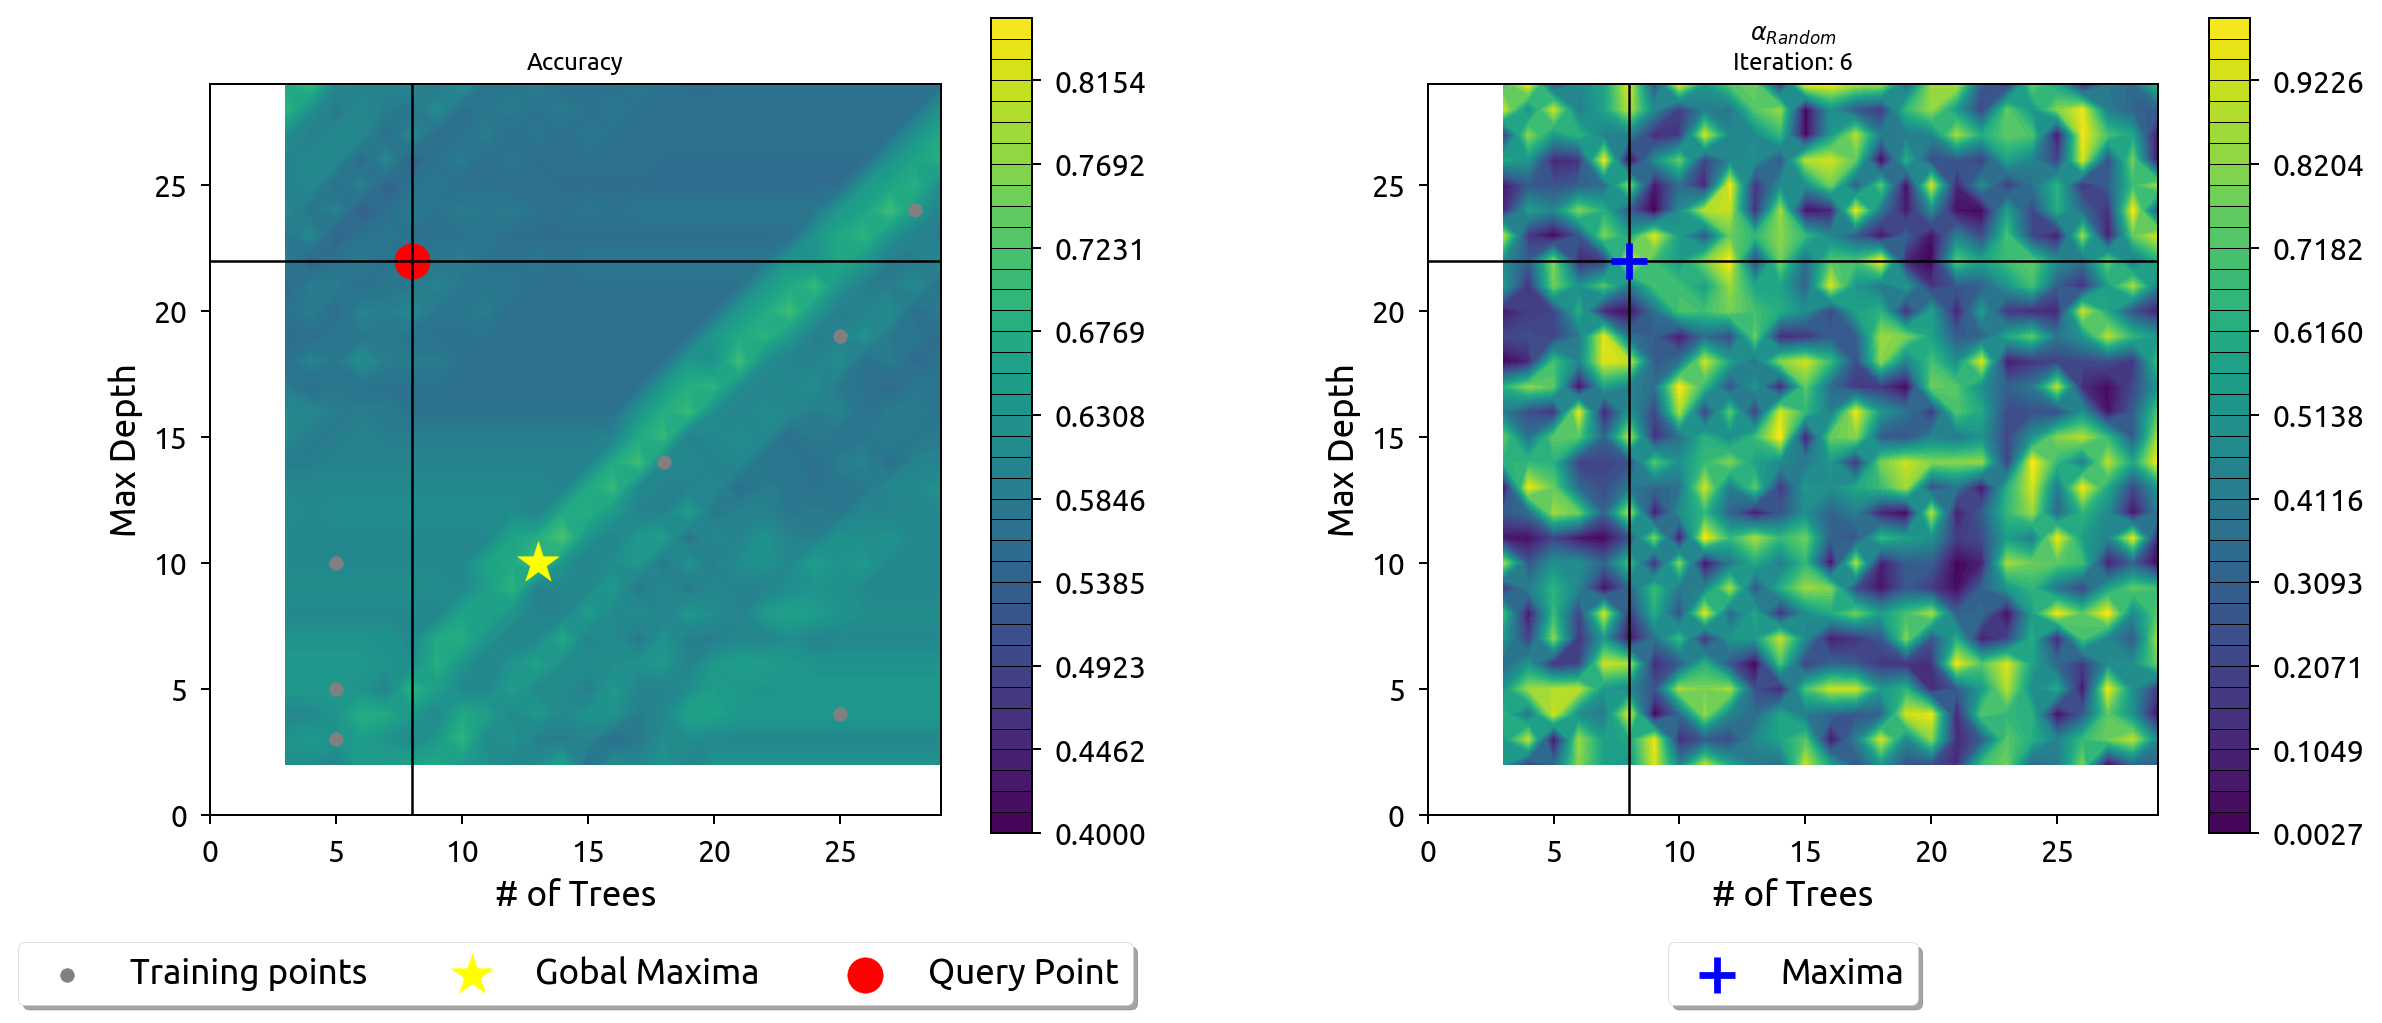 Accuracy
Max Depth
25
20
15
10
5
0
0 5 10 15 20 25
# of Trees
0.8154
0.7692
0.7231
0.6769
0.6308
0.5846
0.5385
0.4923
0.4462
0.4000
Training points Gobal Maxima Query Point
α_Random
Iteration: 6
Max Depth
25
20
15
10
5
0
0 5 10 15 20 25
# of Trees
0.9226
0.8204
0.7182
0.6160
0.5138
0.4116
0.3093
0.2071
0.1049
0.0027
Maxima